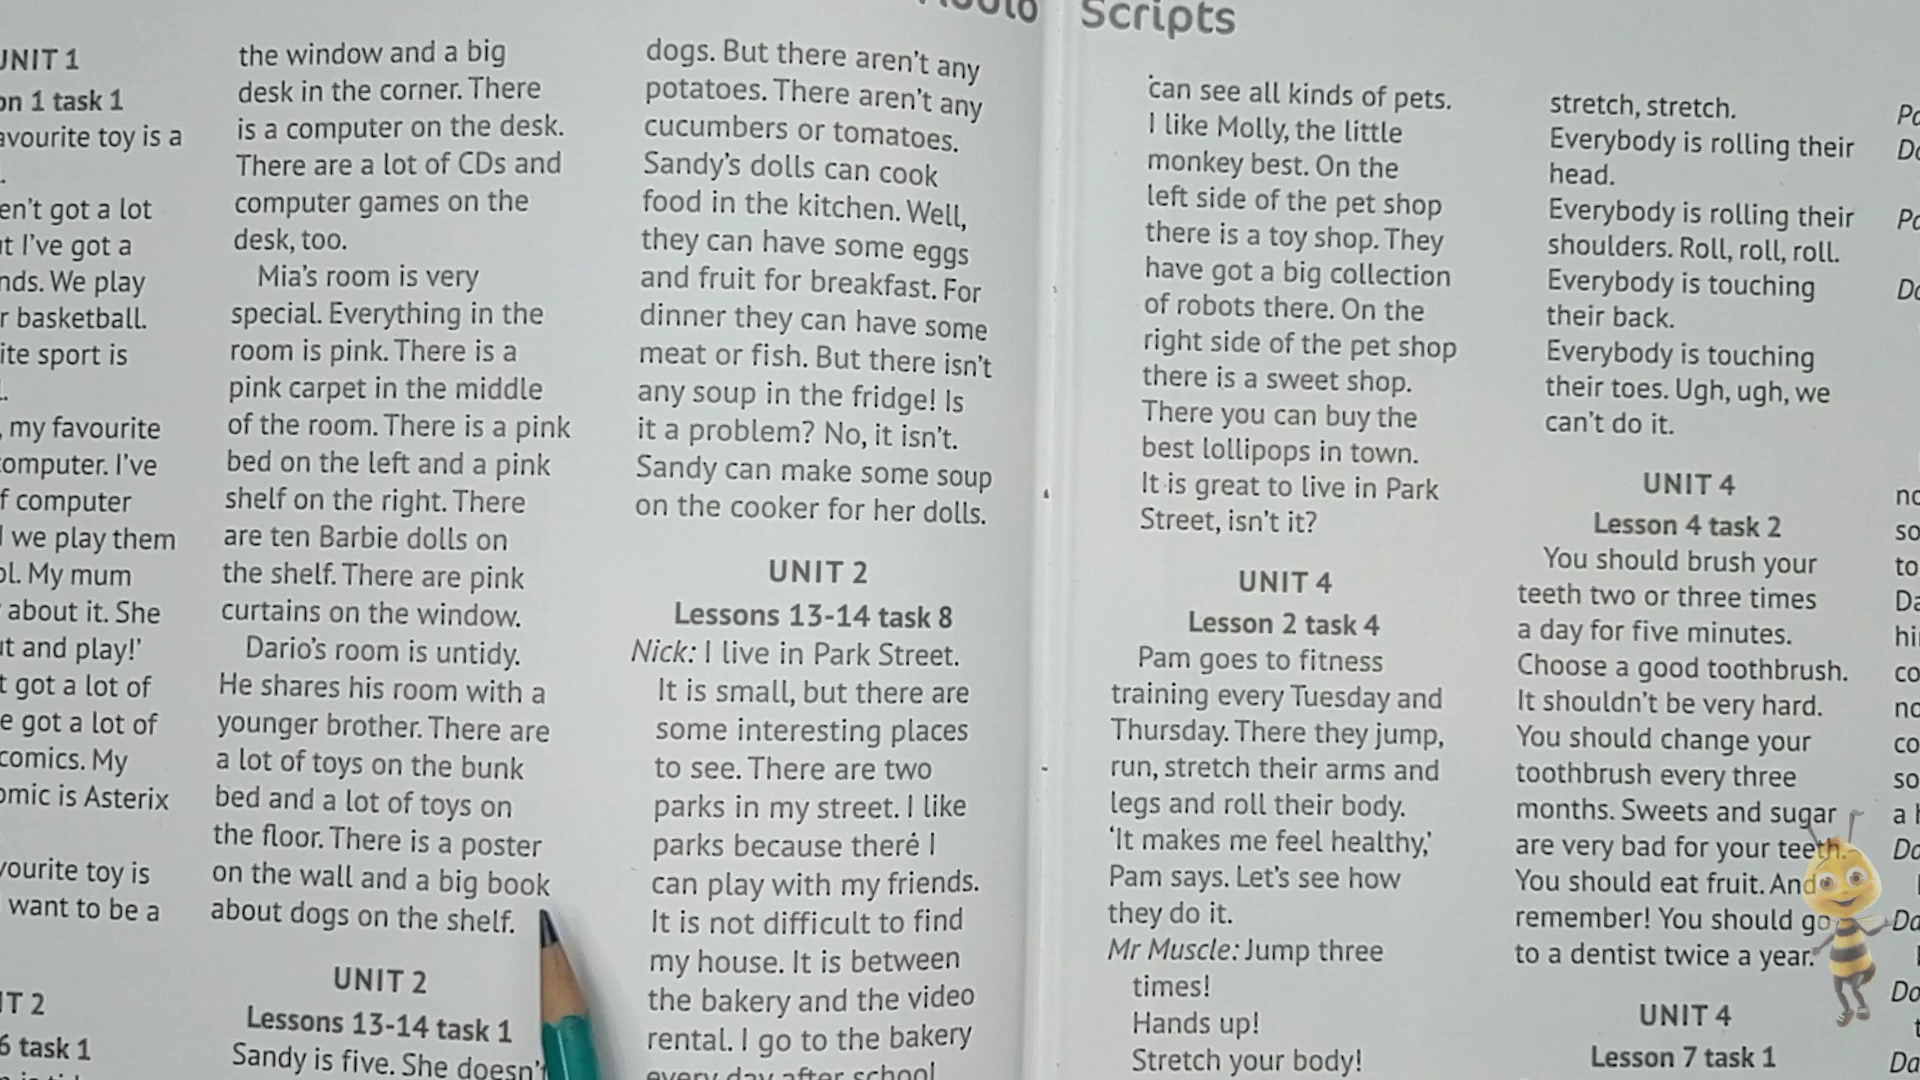 Scripts
UNIT 1
on 1 task 1
avourite toy is a
en't got a lot
t I've got a
nds. We play
r basketball.
ite sport is
, my favourite
omputer. I've
f computer
we play them
ol. My mum
about it. She
ut and play!'
t got a lot of
e got a lot of
comics. My
omic is Asterix
vourite toy is
want to be a
IT 2
6 task 1
the window and a big
desk in the corner. There
is a computer on the desk.
There are a lot of CDs and
computer games on the
desk, too.
Mia's room is very
special. Everything in the
room is pink. There is a
pink carpet in the middle
of the room. There is a pink
bed on the left and a pink
shelf on the right. There
are ten Barbie dolls on
the shelf. There are pink
curtains on the window.
Dario's room is untidy.
He shares his room with a
younger brother. There are
a lot of toys on the bunk
bed and a lot of toys on
the floor. There is a poster
on the wall and a big book
about dogs on the shelf.
UNIT 2
Lessons 13-14 task 1
Sandy is five. She doesn't
dogs. But there aren't any
potatoes. There aren't any
cucumbers or tomatoes.
Sandy's dolls can cook
food in the kitchen. Well,
they can have some eggs
and fruit for breakfast. For
dinner they can have some
meat or fish. But there isn't
any soup in the fridge! Is
it a problem? No, it isn't.
Sandy can make some soup
on the cooker for her dolls.
UNIT 2
Lessons 13-14 task 8
Nick: I live in Park Street.
It is small, but there are
some interesting places
to see. There are two
parks in my street. I like
parks because there I
can play with my friends.
It is not difficult to find
my house. It is between
the bakery and the video
rental. I go to the bakery
every day after school
can see all kinds of pets.
I like Molly, the little
monkey best. On the
left side of the pet shop
there is a toy shop. They
have got a big collection
of robots there. On the
right side of the pet shop
there is a sweet shop.
There you can buy the
best lollipops in town.
It is great to live in Park
Street, isn't it?
UNIT 4
Lesson 2 task 4
Pam goes to fitness
training every Tuesday and
Thursday. There they jump,
run, stretch their arms and
legs and roll their body.
'It makes me feel healthy,'
Pam says. Let's see how
they do it.
Mr Muscle: Jump three
times!
Hands up!
Stretch your body!
stretch, stretch.
Everybody is rolling their
head.
Everybody is rolling their
shoulders. Roll, roll, roll.
Everybody is touching
their back.
Everybody is touching
their toes. Ugh, ugh, we
can't do it.
UNIT 4
Lesson 4 task 2
You should brush your
teeth two or three times
a day for five minutes.
Choose a good toothbrush.
It shouldn't be very hard.
You should change your
toothbrush every three
months. Sweets and sugar
are very bad for your teeth.
You should eat fruit. And
remember! You should go
to a dentist twice a year.
UNIT 4
Lesson 7 task 1